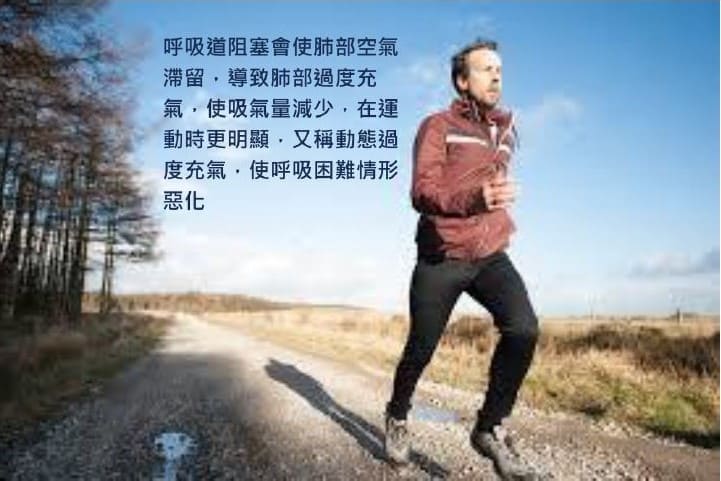 呼吸道阻塞會使肺部空氣
滯留，導致肺部過度充
氣，使吸氣量減少，在運
動時更明顯，又稱動態過
度充氣，使呼吸困難情形
惡化